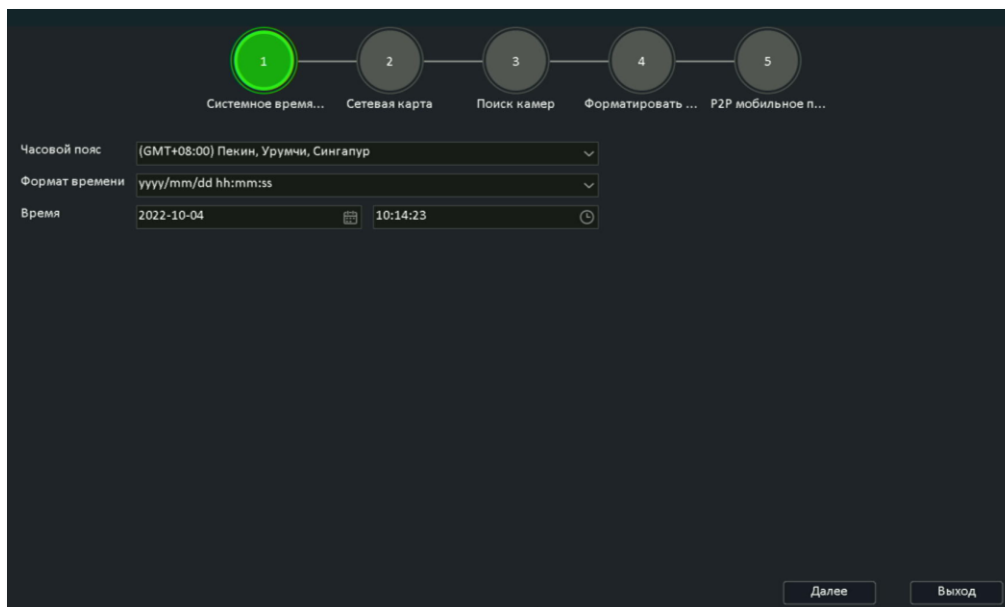 1 2 3 4 5
Системное время... Сетевая карта Поиск камер Форматировать ... P2P мобильное п...
Часовой пояс (GMT+08:00) Пекин, Урумчи, Сингапур
Формат времени yyyy/mm/dd hh:mm:ss
Время 2022-10-04 10:14:23
Далее Выход